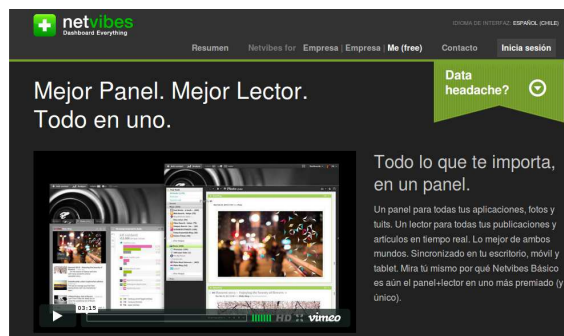 netvibes
Dashboard Everything
IDIOMA DE INTERFAZ: ESPAÑOL (CHILE)
Resumen Netvibes for Empresa | Empresa | Me (free) Contacto Inicia sesión
Data
headache?
Mejor Panel. Mejor Lector.
Todo en uno.
Todo lo que te importa,
en un panel.
Un panel para todas tus aplicaciones, fotos y
tuits. Un lector para todas tus publicaciones y
artículos en tiempo real. Lo mejor de ambos
mundos. Sincronizado en tu escritorio, móvil y
tablet. Mira tú mismo por qué Netvibes Básico
es aún el panel+lector en uno más premiado (y
único).
03:15
HD vimeo